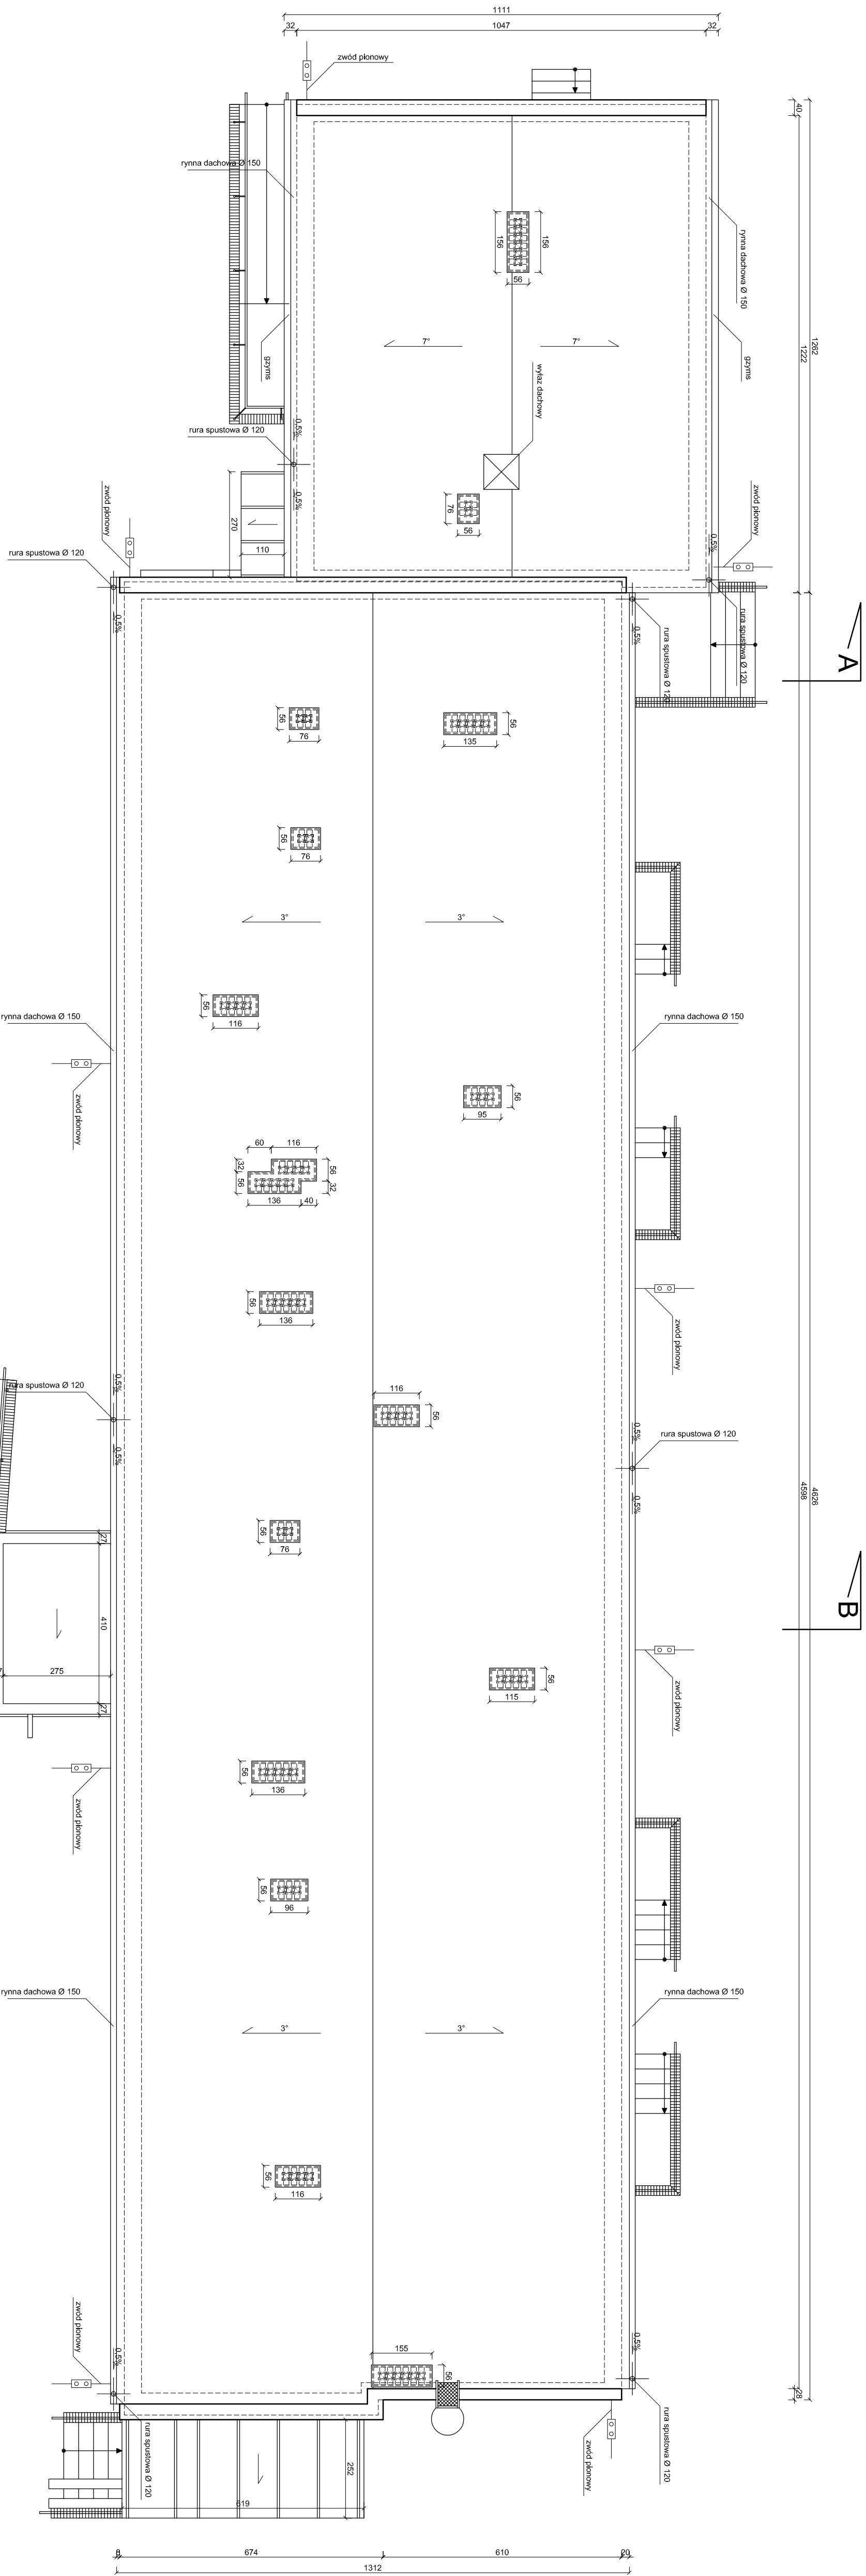 1111
32
1047
32
zwód płonowy
40
rynna dachowa Ø 150
156
156
56
rynna dachowa Ø 150
1262
1222
7°
7°
gzyms
gzyms
wyłaz dachowy
0,5%
rura spustowa Ø 120
0,5%
76
56
zwód płonowy
270
110
zwód płonowy
0,5%
rura spustowa Ø 120
0,5%
0,5%
rura spustowa Ø 120
rura spustowa Ø 120
A
56
76
56
135
56
76
3°
3°
56
116
rynna dachowa Ø 150
rynna dachowa Ø 150
zwód płonowy
56
95
60
116
32
56
56
32
136
40
56
136
zwód płonowy
0,5%
rura spustowa Ø 120
0,5%
116
56
0,5%
rura spustowa Ø 120
0,5%
4626
4598
56
76
27
410
275
27
7
B
56
115
zwód płonowy
56
136
zwód płonowy
56
96
rynna dachowa Ø 150
rynna dachowa Ø 150
3°
3°
56
116
zwód płonowy
0,5%
0,5%
155
56
28
rura spustowa Ø 120
252
619
zwód płonowy
rura spustowa Ø 120
8
674
610
20
1312